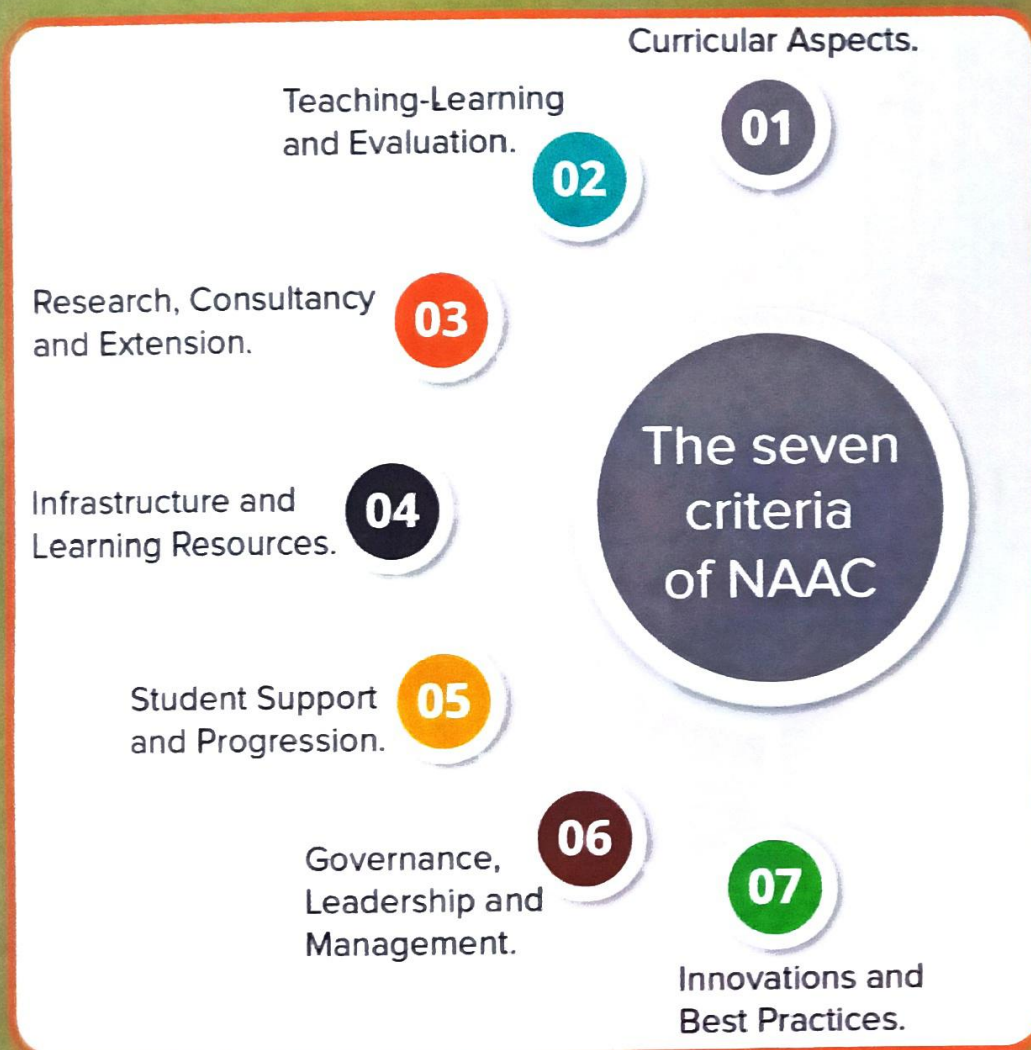 Curricular Aspects.
01
Teaching-Learning
and Evaluation.
02
Research, Consultancy
and Extension.
03
Infrastructure and
Learning Resources.
04
Student Support
and Progression.
05
Governance,
Leadership and
Management.
06
07
Innovations and
Best Practices.
The seven
criteria
of NAAC